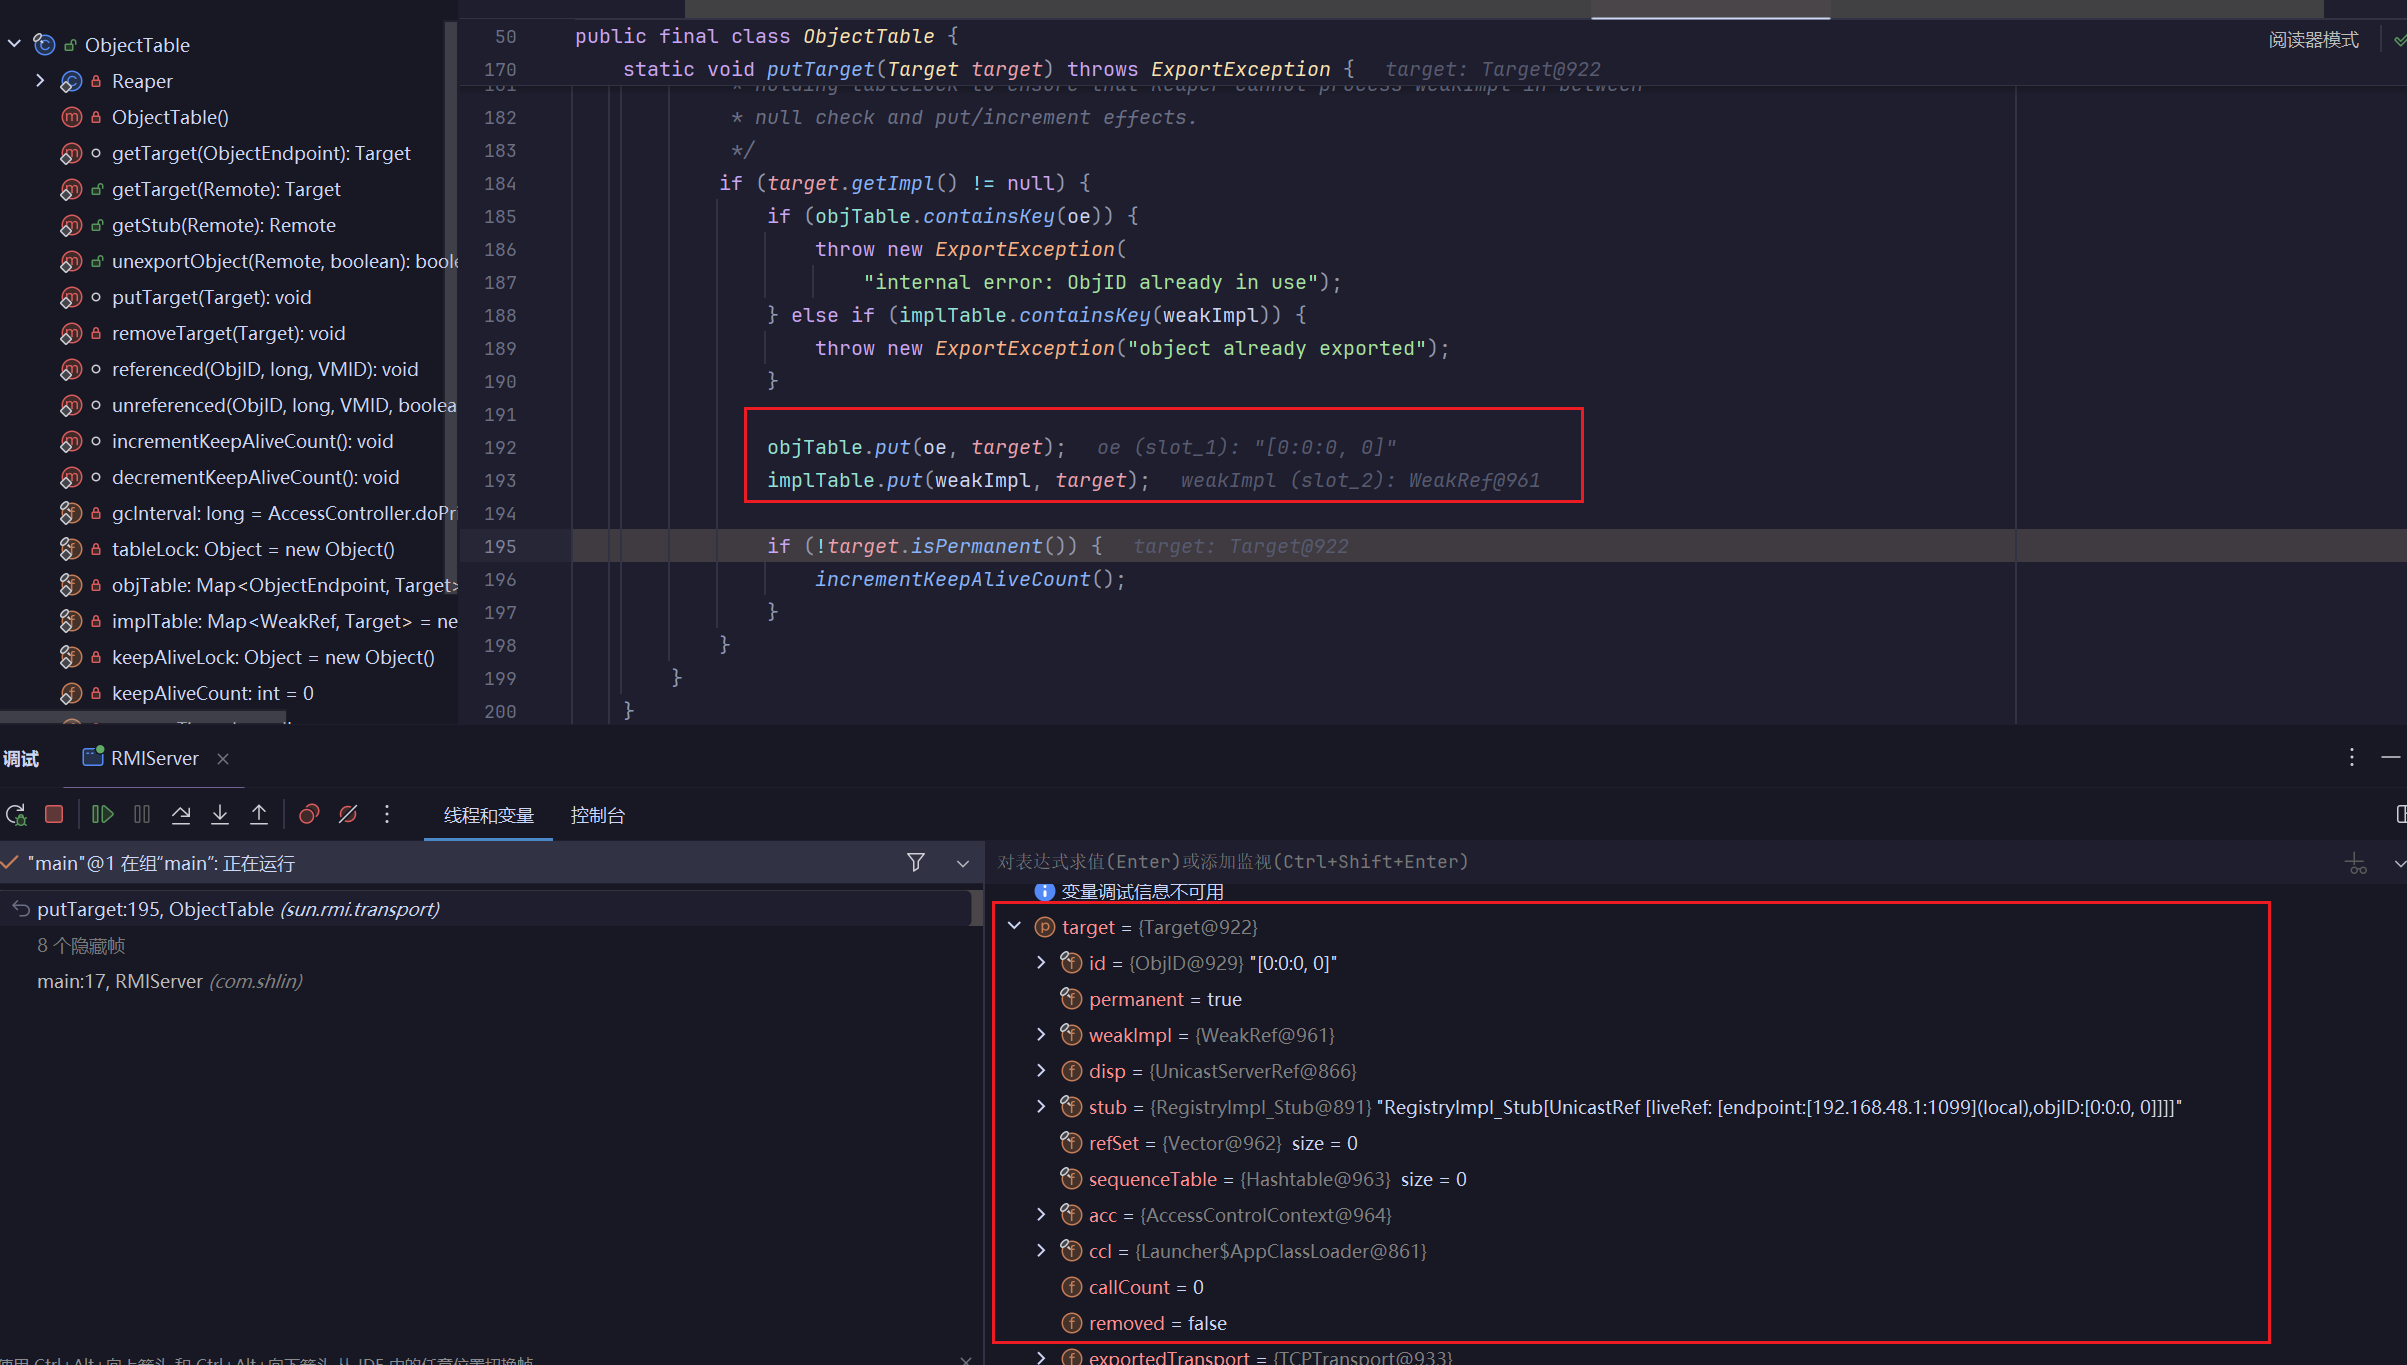 ObjectTable
Reaper
ObjectTable()
getTarget(ObjectEndpoint): Target
getTarget(Remote): Target
getStub(Remote): Remote
unexportObject(Remote, boolean): boole
putTarget(Target): void
removeTarget(Target): void
referenced(ObjID, long, VMID): void
unreferenced(ObjID, long, VMID, boolea
incrementKeepAliveCount(): void
decrementKeepAliveCount(): void
gcInterval: long = AccessController.doPri
tableLock: Object = new Object()
objTable: Map<ObjectEndpoint, Target>
implTable: Map<WeakRef, Target> = ne
keepAliveLock: Object = new Object()
keepAliveCount: int = 0
50 public final class ObjectTable {
阅读器模式
170 static void putTarget(Target target) throws ExportException { target: Target@922
181 * holding tableLock to ensure that Reaper cannot process weakImpl in between
182 * null check and put/increment effects.
183 */
184 if (target.getImpl() != null) {
185 if (objTable.containsKey(oe)) {
186 throw new ExportException(
187 "internal error: ObjID already in use");
188 } else if (implTable.containsKey(weakImpl)) {
189 throw new ExportException("object already exported");
190 }
191
192 objTable.put(oe, target); oe (slot_1): "[0:0:0, 0]"
193 implTable.put(weakImpl, target); weakImpl (slot_2): WeakRef@961
194
195 if (!target.isPermanent()) { target: Target@922
196 incrementKeepAliveCount();
197 }
198 }
199 }
200 }
调试 RMIServer
线程和变量 控制台
"main"@1 在组"main": 正在运行
putTarget:195, ObjectTable (sun.rmi.transport)
8 个隐藏帧
main:17, RMIServer (com.shlin)
对表达式求值(Enter)或添加监视(Ctrl+Shift+Enter)
变量调试信息不可用
target = {Target@922}
id = {ObjID@929} "[0:0:0, 0]"
permanent = true
weakImpl = {WeakRef@961}
disp = {UnicastServerRef@866}
stub = {RegistryImpl_Stub@891} "RegistryImpl_Stub[UnicastRef [liveRef: [endpoint:[192.168.48.1:1099](local),objID:[0:0:0, 0]]]]"
refSet = {Vector@962} size = 0
sequenceTable = {Hashtable@963} size = 0
acc = {AccessControlContext@964}
ccl = {Launcher$AppClassLoader@861}
callCount = 0
removed = false
exportedTransport = {TCPTransport@933}